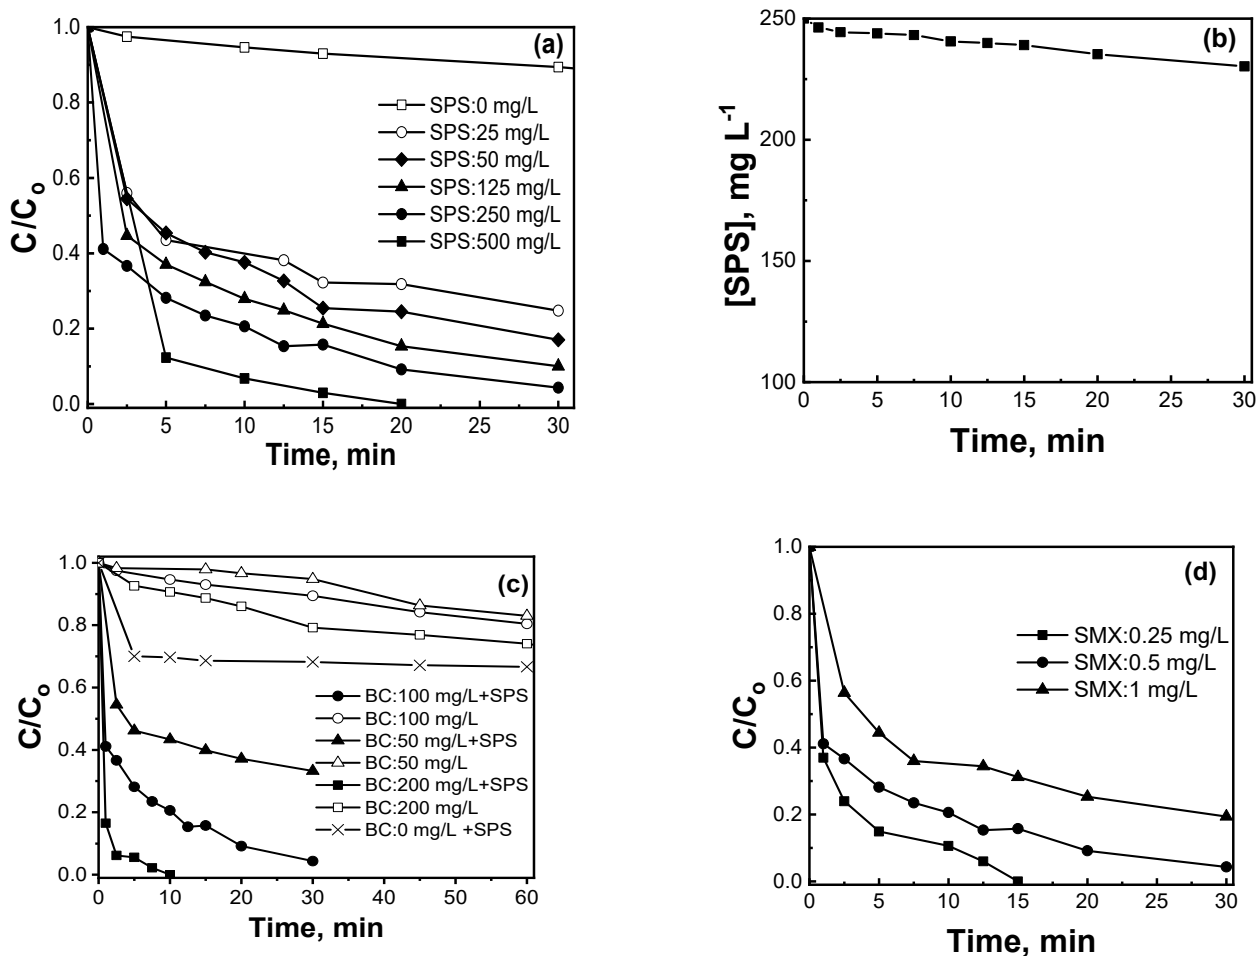 (a)
1.0
0.8
0.6
0.4
0.2
0.0
C/Co
SPS:0 mg/L
SPS:25 mg/L
SPS:50 mg/L
SPS:125 mg/L
SPS:250 mg/L
SPS:500 mg/L
0 5 10 15 20 25 30
Time, min
(b)
250
200
150
100
[SPS], mg L-1
0 5 10 15 20 25 30
Time, min
(c)
1.0
0.8
0.6
0.4
0.2
0.0
C/Co
BC:100 mg/L+SPS
BC:100 mg/L
BC:50 mg/L+SPS
BC:50 mg/L
BC:200 mg/L+SPS
BC:200 mg/L
BC:0 mg/L +SPS
0 5 10 15 20 25 30 35 40 45 50 55 60
Time, min
(d)
1.0
0.8
0.6
0.4
0.2
0.0
C/Co
SMX:0.25 mg/L
SMX:0.5 mg/L
SMX:1 mg/L
0 5 10 15 20 25 30
Time, min